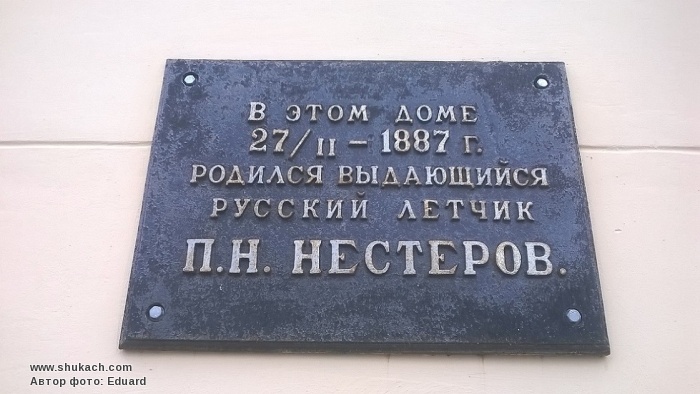 В ЭТОМ ДОМЕ
27/II – 1887 Г.
РОДИЛСЯ ВЫДАЮЩИЙСЯ
РУССКИЙ ЛЕТЧИК
П.Н. НЕСТЕРОВ.
www.shukach.com
Автор фото: Eduard